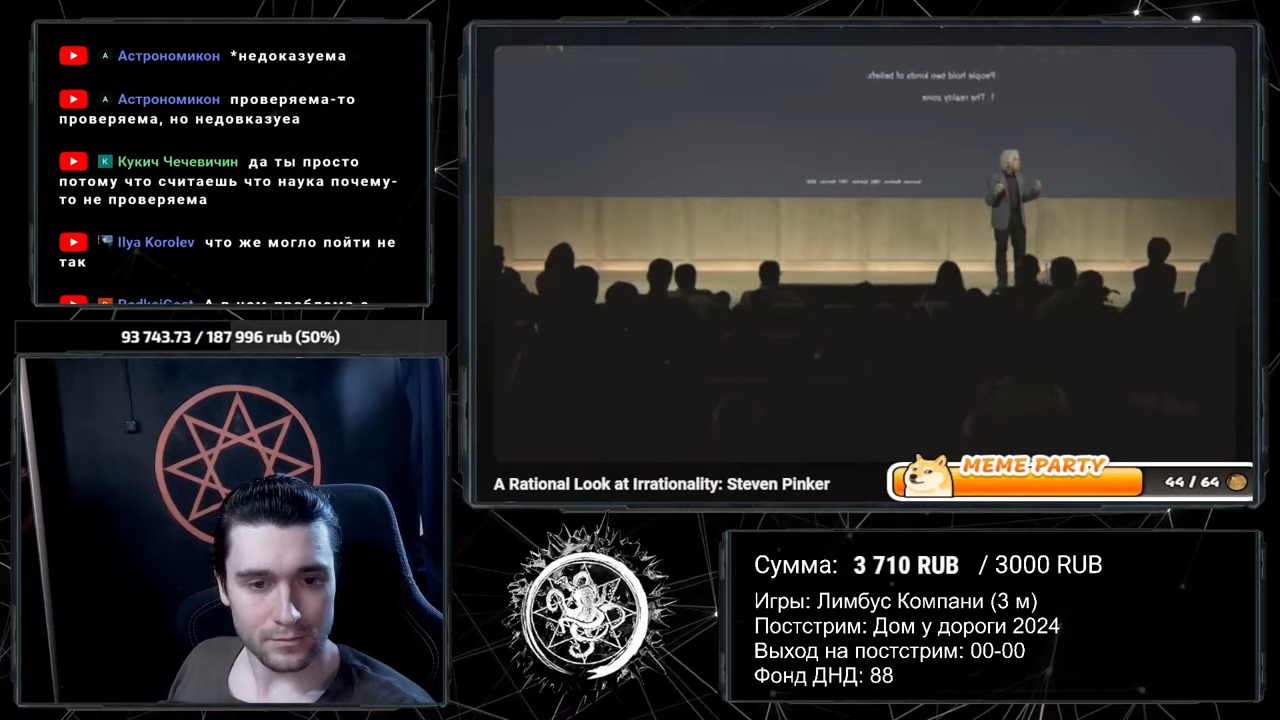 A Астрономикон *недоказуема
A Астрономикон проверяема-то
проверяема, но недовказуеа
К Кукич Чечевичин да ты просто
потому что считаешь что наука почему-
то не проверяема
Ilya Korolev что же могло пойти не
так
93 743.73 / 187 996 rub (50%)
People hold two kinds of beliefs:
1. The reality zone
A Rational Look at Irrationality: Steven Pinker
MEME PARTY
44 / 64
Сумма: 3 710 RUB / 3000 RUB
Игры: Лимбус Компани (3 м)
Постстрим: Дом у дороги 2024
Выход на постстрим: 00-00
Фонд ДНД: 88